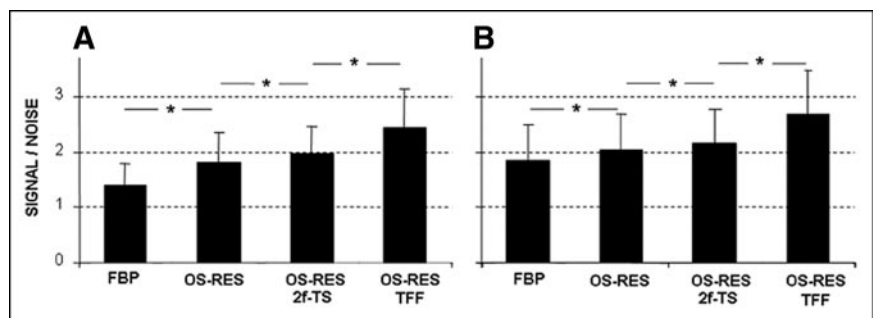 A
B
* * *
* * *
SIGNAL / NOISE
3
2
1
0
FBP OS-RES OS-RES 2f-TS OS-RES TFF
FBP OS-RES OS-RES 2f-TS OS-RES TFF